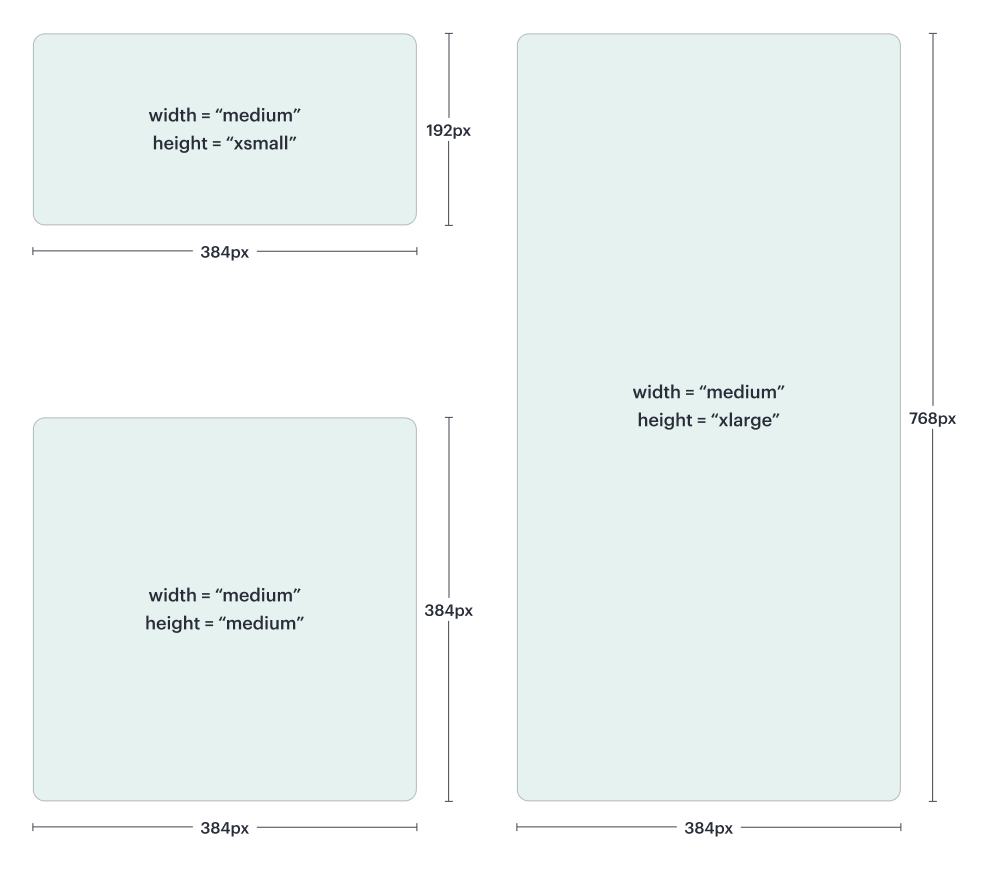 width = “medium”
height = “xsmall”
192px
384px
width = “medium”
height = “medium”
384px
384px
width = “medium”
height = “xlarge”
768px
384px